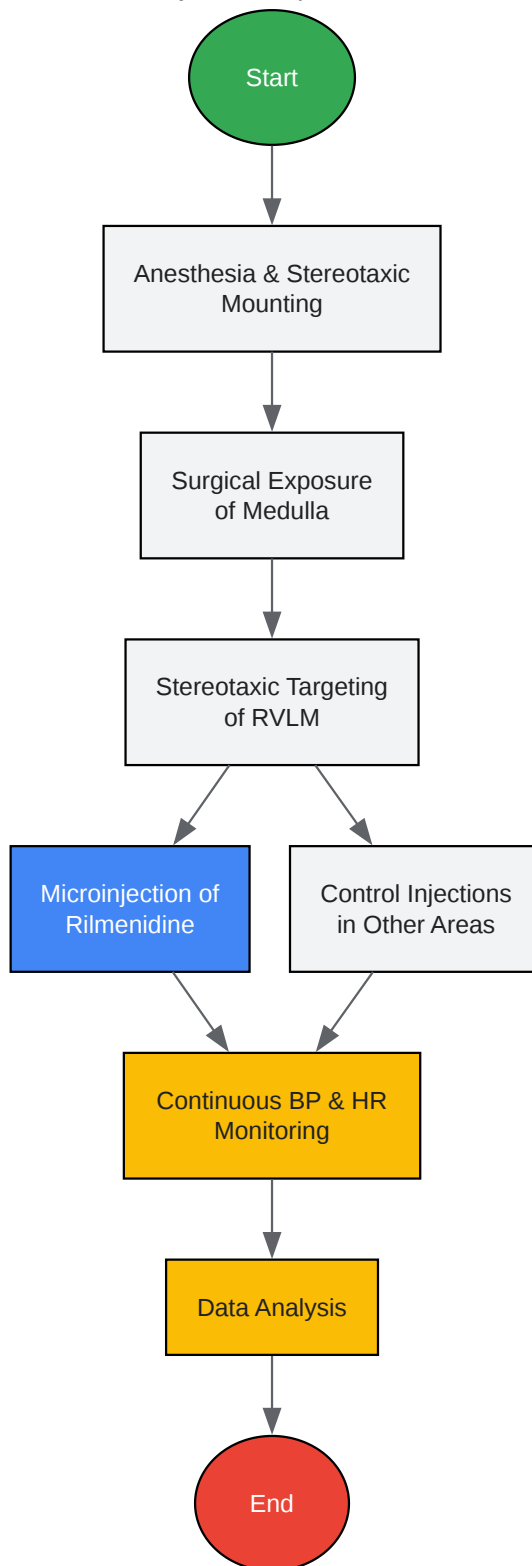 Start
Anesthesia & Stereotaxic
Mounting
Surgical Exposure
of Medulla
Stereotaxic Targeting
of RVLM
Microinjection of
Rilmenidine
Control Injections
in Other Areas
Continuous BP & HR
Monitoring
Data Analysis
End